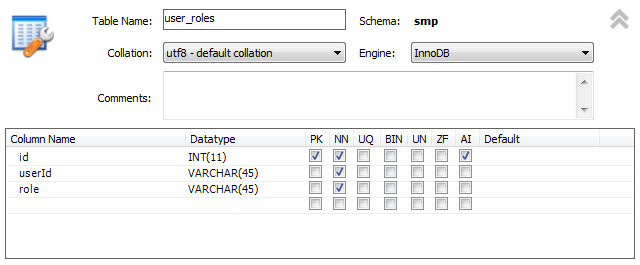 Table Name: user_roles Schema: smp
Collation: utf8 - default collation Engine: InnoDB
Comments:
Column Name Datatype PK NN UQ BIN UN ZF AI Default
id INT(11)
userId VARCHAR(45)
role VARCHAR(45)